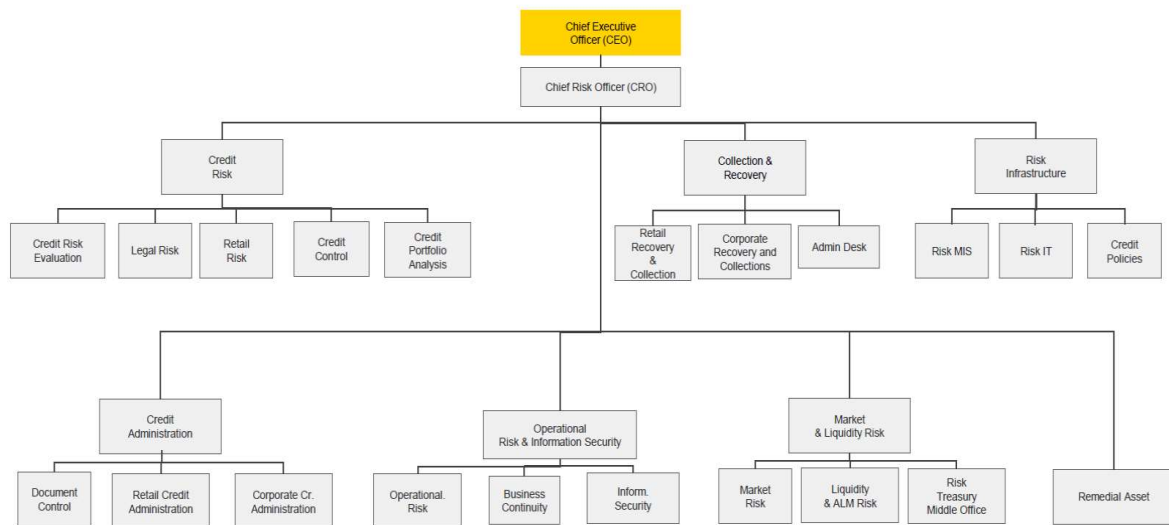 Chief Executive
Officer (CEO)
Chief Risk Officer (CRO)
Credit
Risk
Collection &
Recovery
Risk
Infrastructure
Credit Risk
Evaluation
Legal Risk
Retail
Risk
Credit
Control
Credit
Portfolio
Analysis
Retail
Recovery
&
Collection
Corporate
Recovery and
Collections
Admin Desk
Risk MIS
Risk IT
Credit
Policies
Credit
Administration
Operational
Risk & Information Security
Market
& Liquidity Risk
Document
Control
Retail Credit
Administration
Corporate Cr.
Administration
Operational.
Risk
Business
Continuity
Inform.
Security
Market
Risk
Liquidity
& ALM Risk
Risk
Treasury
Middle Office
Remedial Asset